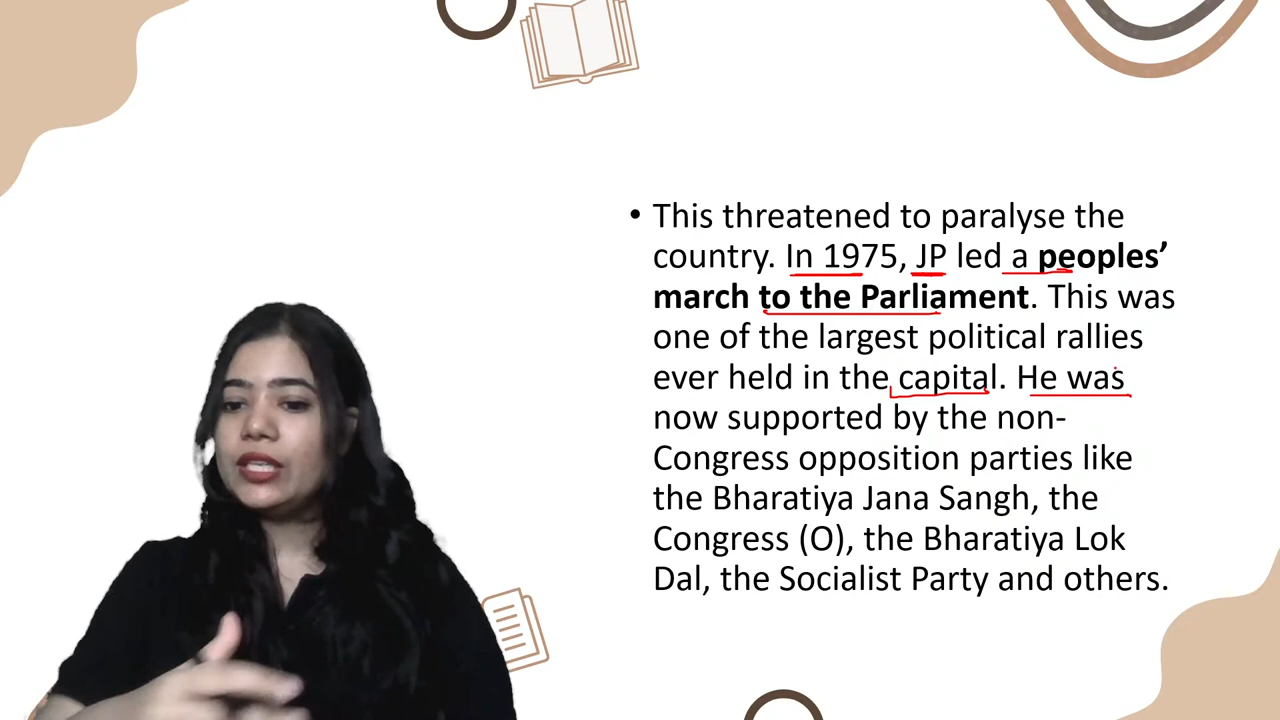 • This threatened to paralyse the
country. In 1975, JP led a peoples’
march to the Parliament. This was
one of the largest political rallies
ever held in the capital. He was
now supported by the non-
Congress opposition parties like
the Bharatiya Jana Sangh, the
Congress (O), the Bharatiya Lok
Dal, the Socialist Party and others.